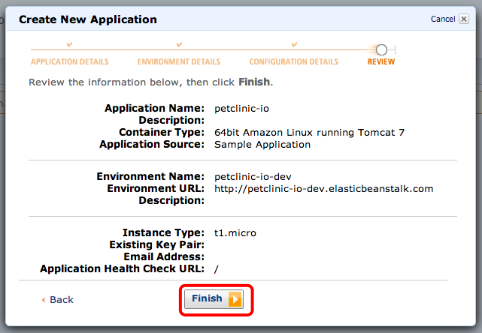 Create New Application
Cancel
APPLICATION DETAILS ENVIRONMENT DETAILS CONFIGURATION DETAILS REVIEW
Review the information below, then click Finish.
Application Name: petclinic-io
Description:
Container Type: 64bit Amazon Linux running Tomcat 7
Application Source: Sample Application
Environment Name: petclinic-io-dev
Environment URL: http://petclinic-io-dev.elasticbeanstalk.com
Description:
Instance Type: t1.micro
Existing Key Pair:
Email Address:
Application Health Check URL: /
Back
Finish